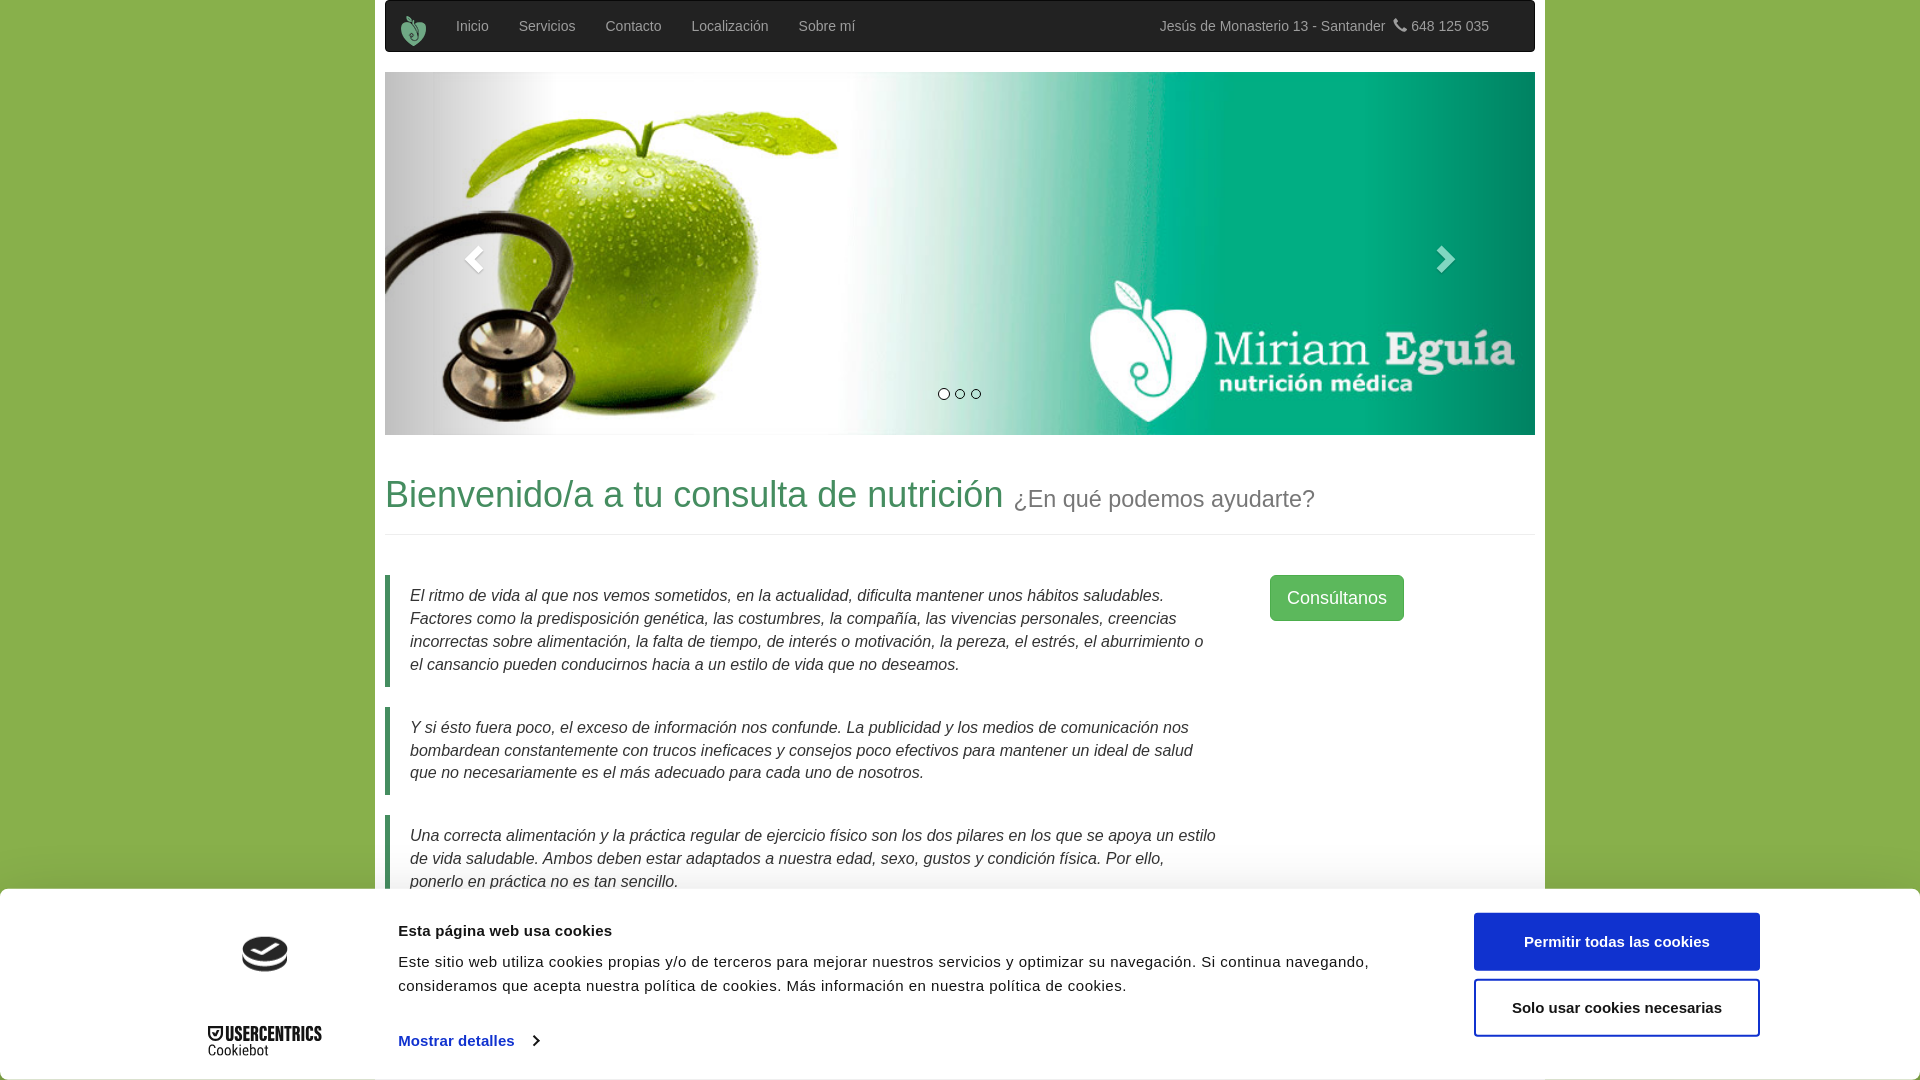 Inicio Servicios Contacto Localización Sobre mí Jesús de Monasterio 13 - Santander 648 125 035
Miriam Eguía
nutrición médica
Bienvenido/a a tu consulta de nutrición ¿En qué podemos ayudarte?
El ritmo de vida al que nos vemos sometidos, en la actualidad, dificulta mantener unos hábitos saludables.
Factores como la predisposición genética, las costumbres, la compañía, las vivencias personales, creencias
incorrectas sobre alimentación, la falta de tiempo, de interés o motivación, la pereza, el estrés, el aburrimiento o
el cansancio pueden conducirnos hacia a un estilo de vida que no deseamos.
Consúltanos
Y si ésto fuera poco, el exceso de información nos confunde. La publicidad y los medios de comunicación nos
bombardean constantemente con trucos ineficaces y consejos poco efectivos para mantener un ideal de salud
que no necesariamente es el más adecuado para cada uno de nosotros.
Una correcta alimentación y la práctica regular de ejercicio físico son los dos pilares en los que se apoya un estilo
de vida saludable. Ambos deben estar adaptados a nuestra edad, sexo, gustos y condición física. Por ello,
ponerlo en práctica no es tan sencillo.
USERCENTRICS
Cookiebot
Esta página web usa cookies
Este sitio web utiliza cookies propias y/o de terceros para mejorar nuestros servicios y optimizar su navegación. Si continua navegando,
consideramos que acepta nuestra política de cookies. Más información en nuestra política de cookies.
Mostrar detalles
Permitir todas las cookies
Solo usar cookies necesarias